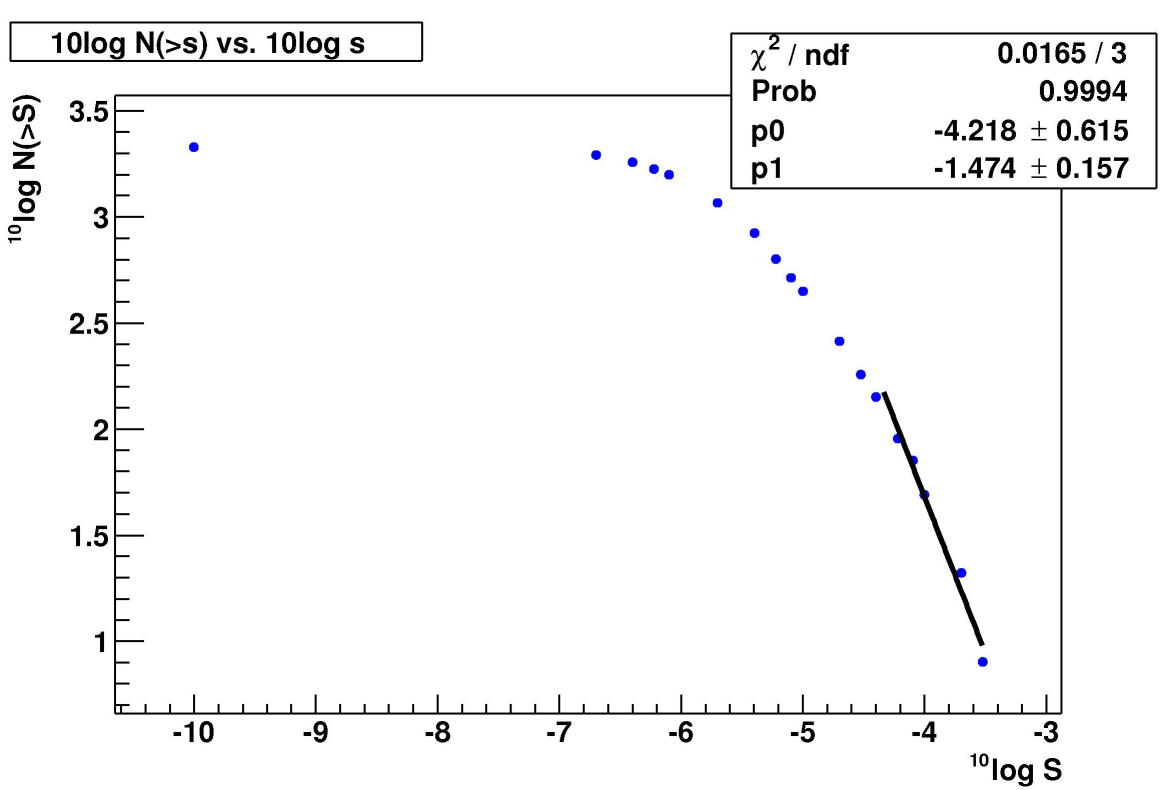 10log N(>s) vs. 10log s
χ² / ndf 0.0165 / 3
Prob 0.9994
p0 -4.218 ± 0.615
p1 -1.474 ± 0.157
¹⁰log N(>S)
3.5
3
2.5
2
1.5
1
-10 -9 -8 -7 -6 -5 -4 -3
¹⁰log S